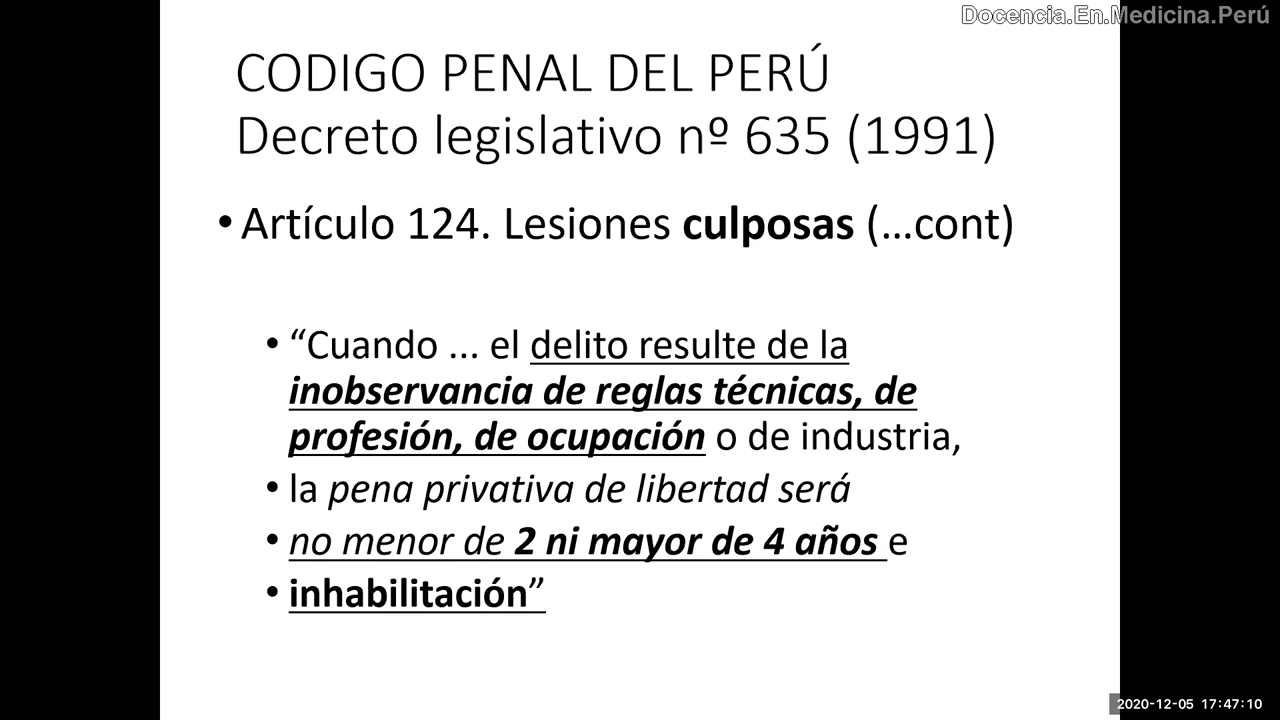 Docencia.En.Medicina.Perú
CODIGO PENAL DEL PERÚ
Decreto legislativo nº 635 (1991)
• Artículo 124. Lesiones culposas (...cont)
• “Cuando ... el delito resulte de la
inobservancia de reglas técnicas, de
profesión, de ocupación o de industria,
• la pena privativa de libertad será
• no menor de 2 ni mayor de 4 años e
• inhabilitación”
2020-12-05 17:47:10